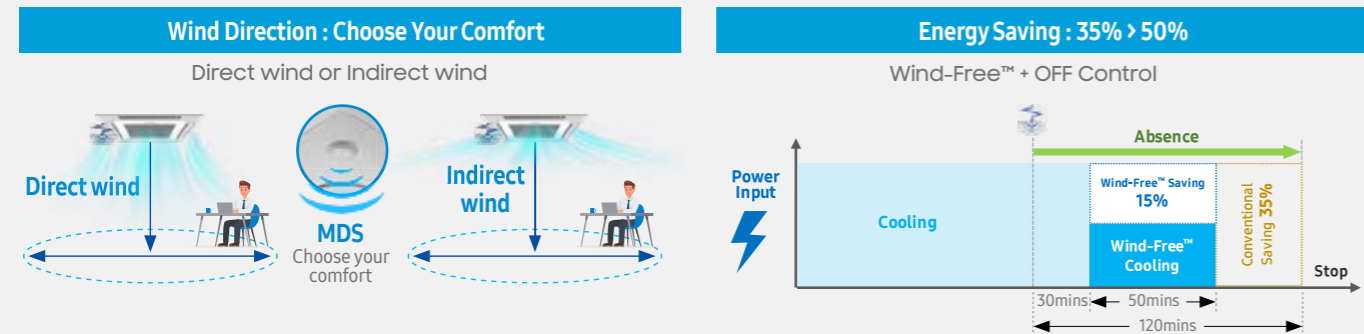 Wind Direction : Choose Your Comfort
Direct wind or Indirect wind
Direct wind
MDS
Choose your
comfort
Indirect
wind
Energy Saving : 35% > 50%
Wind-Free™ + OFF Control
Absence
Power
Input
Cooling
Wind-Free™ Saving
15%
Wind-Free™
Cooling
Conventional
Saving 35%
Stop
30mins
50mins
120mins